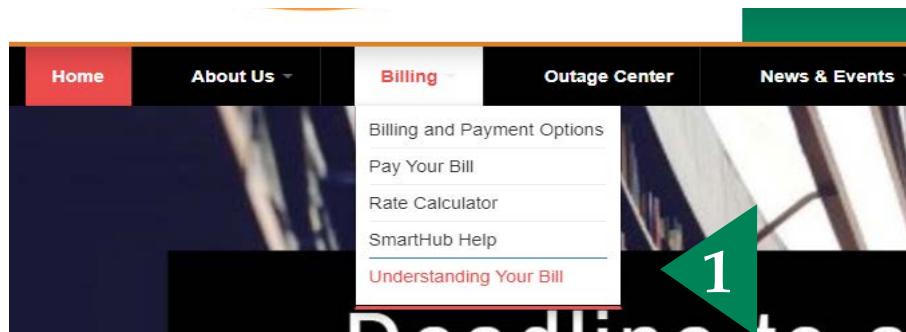 Home About Us Billing Outage Center News & Events
Billing and Payment Options
Pay Your Bill
Rate Calculator
SmartHub Help
Understanding Your Bill
1